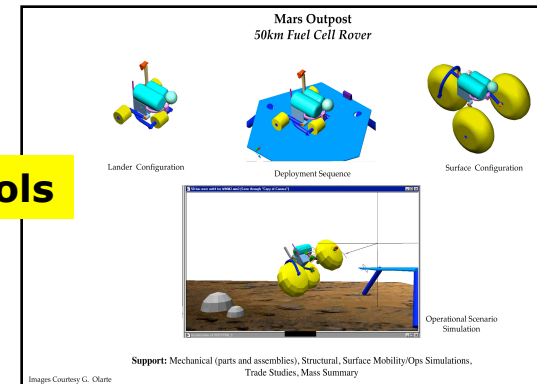 Mars Outpost
50km Fuel Cell Rover
Lander Configuration
Deployment Sequence
Surface Configuration
ols
Operational Scenario
Simulation
Support: Mechanical (parts and assemblies), Structural, Surface Mobility/Ops Simulations,
Trade Studies, Mass Summary
Images Courtesy G. Olarte